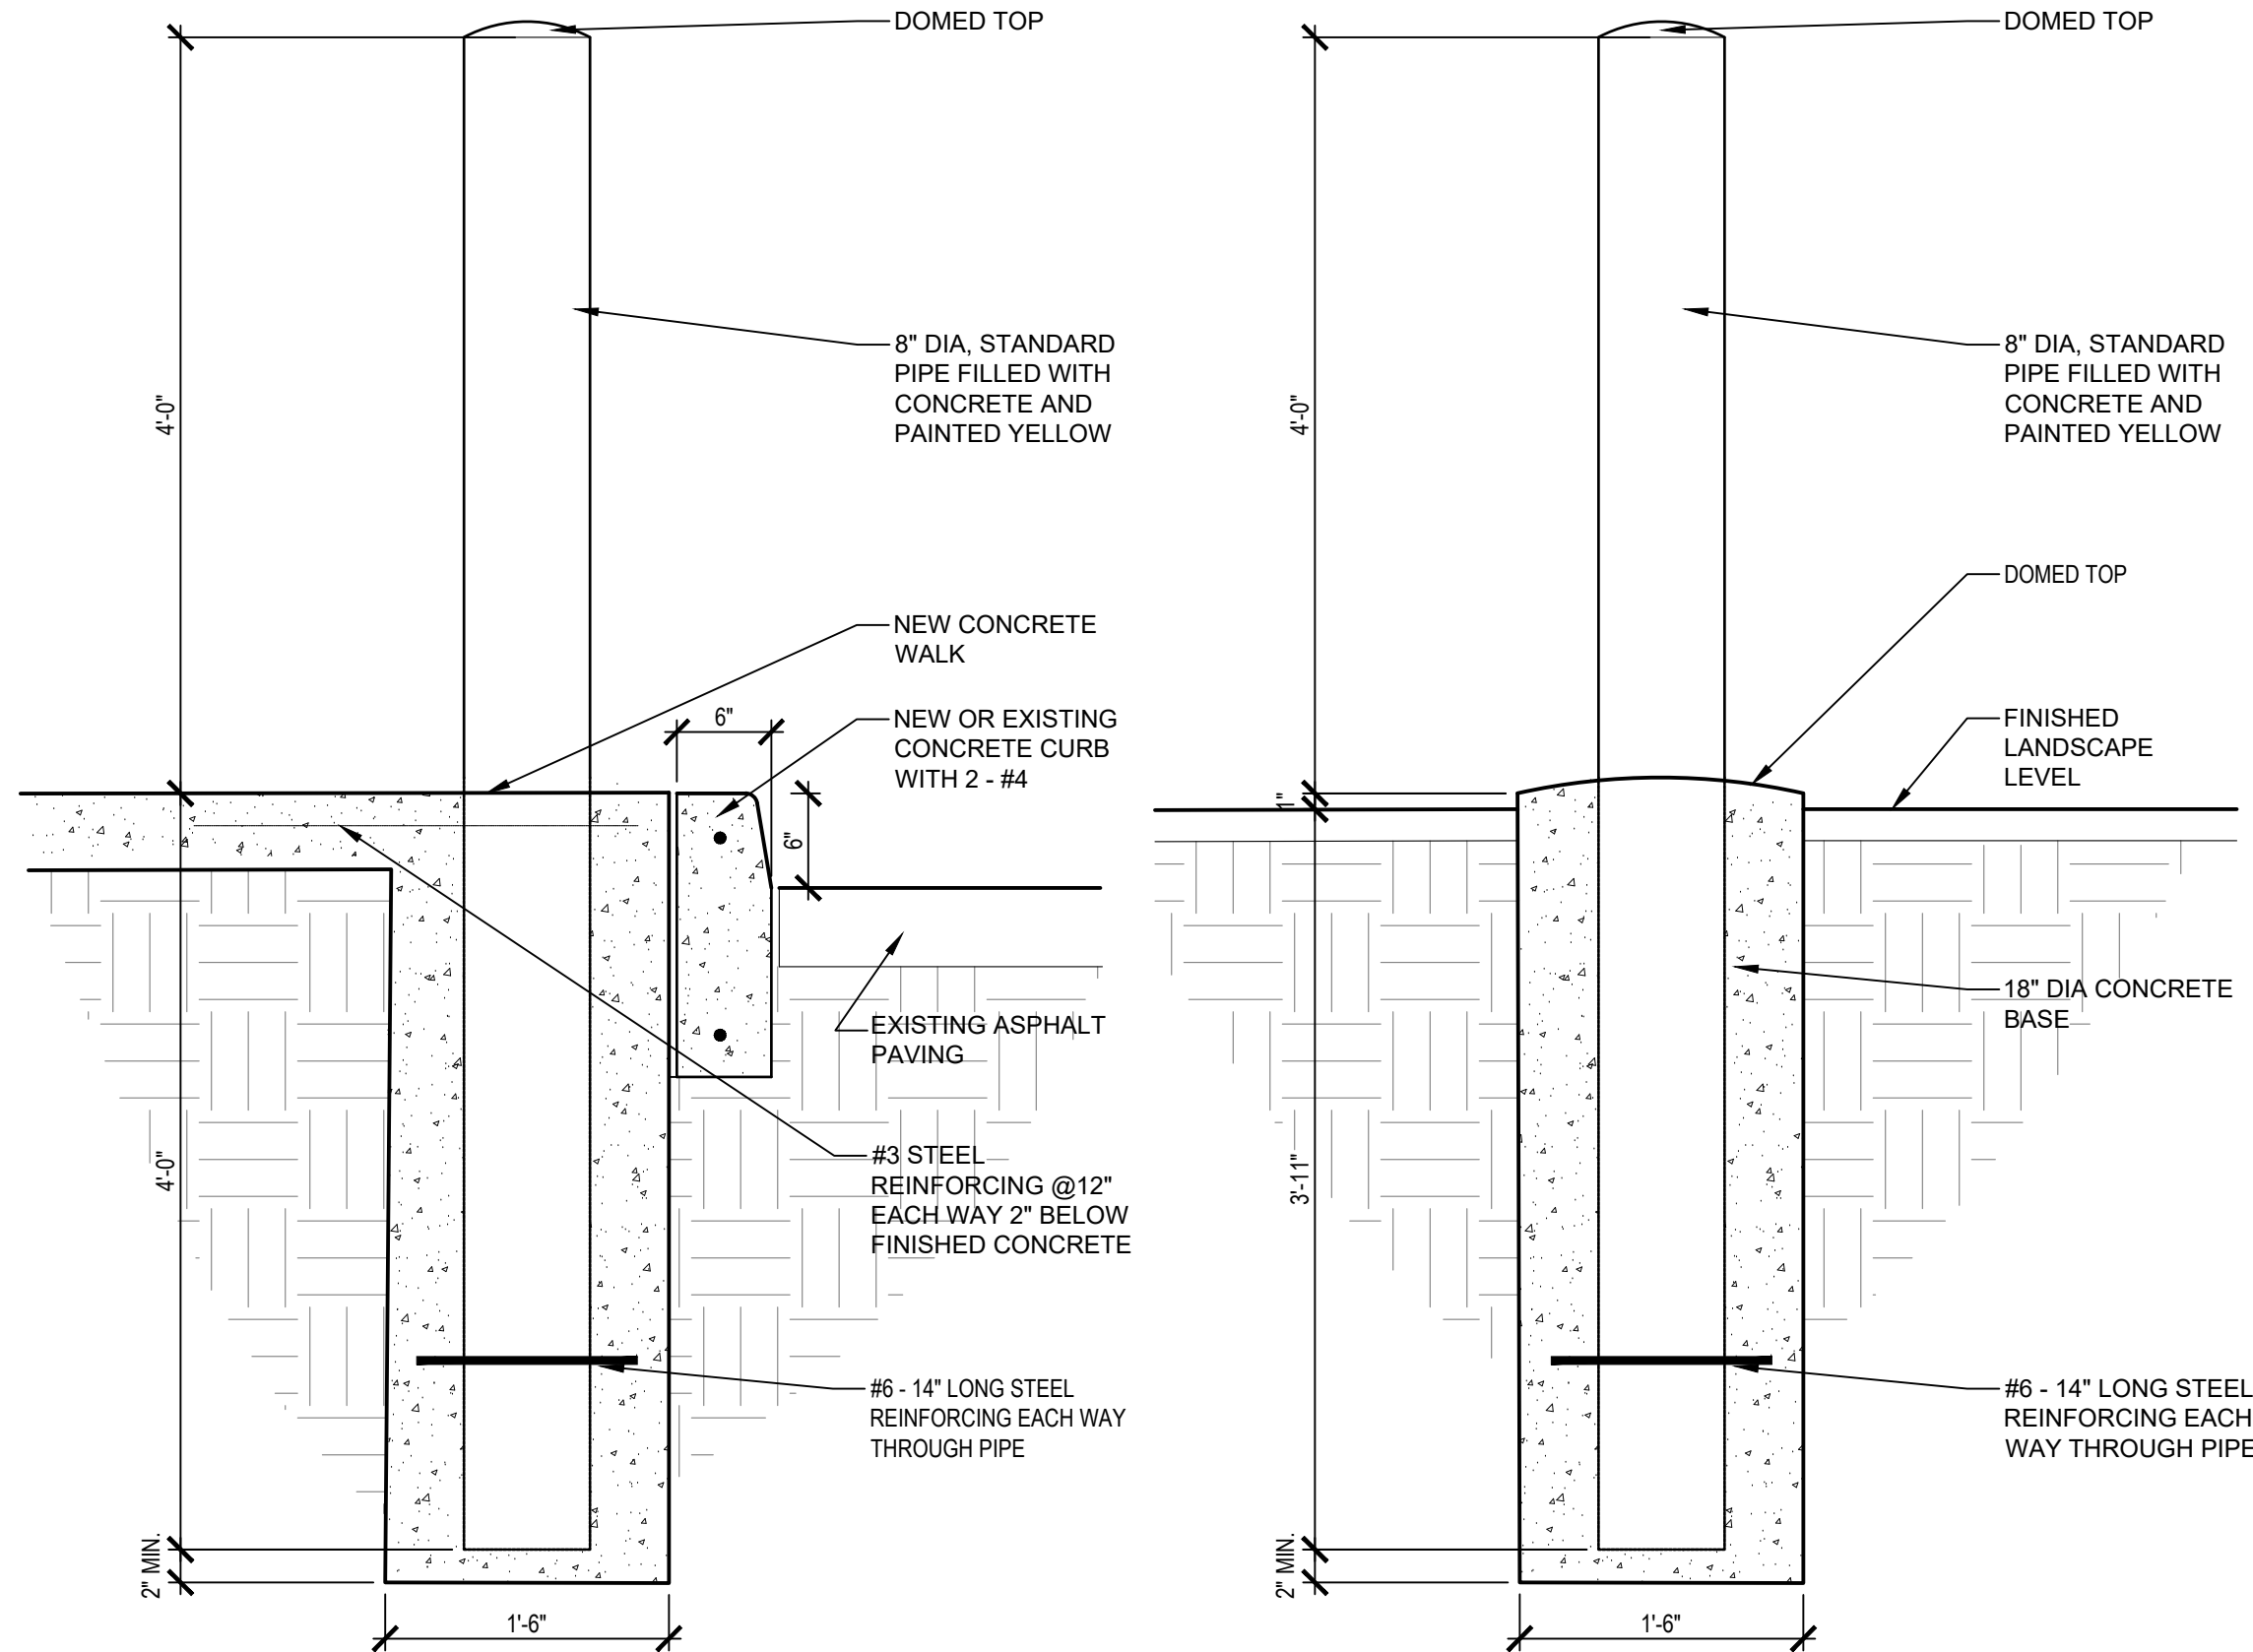 DOMED TOP
8" DIA, STANDARD
PIPE FILLED WITH
CONCRETE AND
PAINTED YELLOW
4'-0"
NEW CONCRETE
WALK
6"
NEW OR EXISTING
CONCRETE CURB
WITH 2 - #4
6"
EXISTING ASPHALT
PAVING
4'-0"
#3 STEEL
REINFORCING @12"
EACH WAY 2" BELOW
FINISHED CONCRETE
#6 - 14" LONG STEEL
REINFORCING EACH WAY
THROUGH PIPE
2" MIN.
1'-6"
DOMED TOP
8" DIA, STANDARD
PIPE FILLED WITH
CONCRETE AND
PAINTED YELLOW
4'-0"
DOMED TOP
FINISHED
LANDSCAPE
LEVEL
1"
18" DIA CONCRETE
BASE
3'-11"
#6 - 14" LONG STEEL
REINFORCING EACH
WAY THROUGH PIPE
2" MIN.
1'-6"